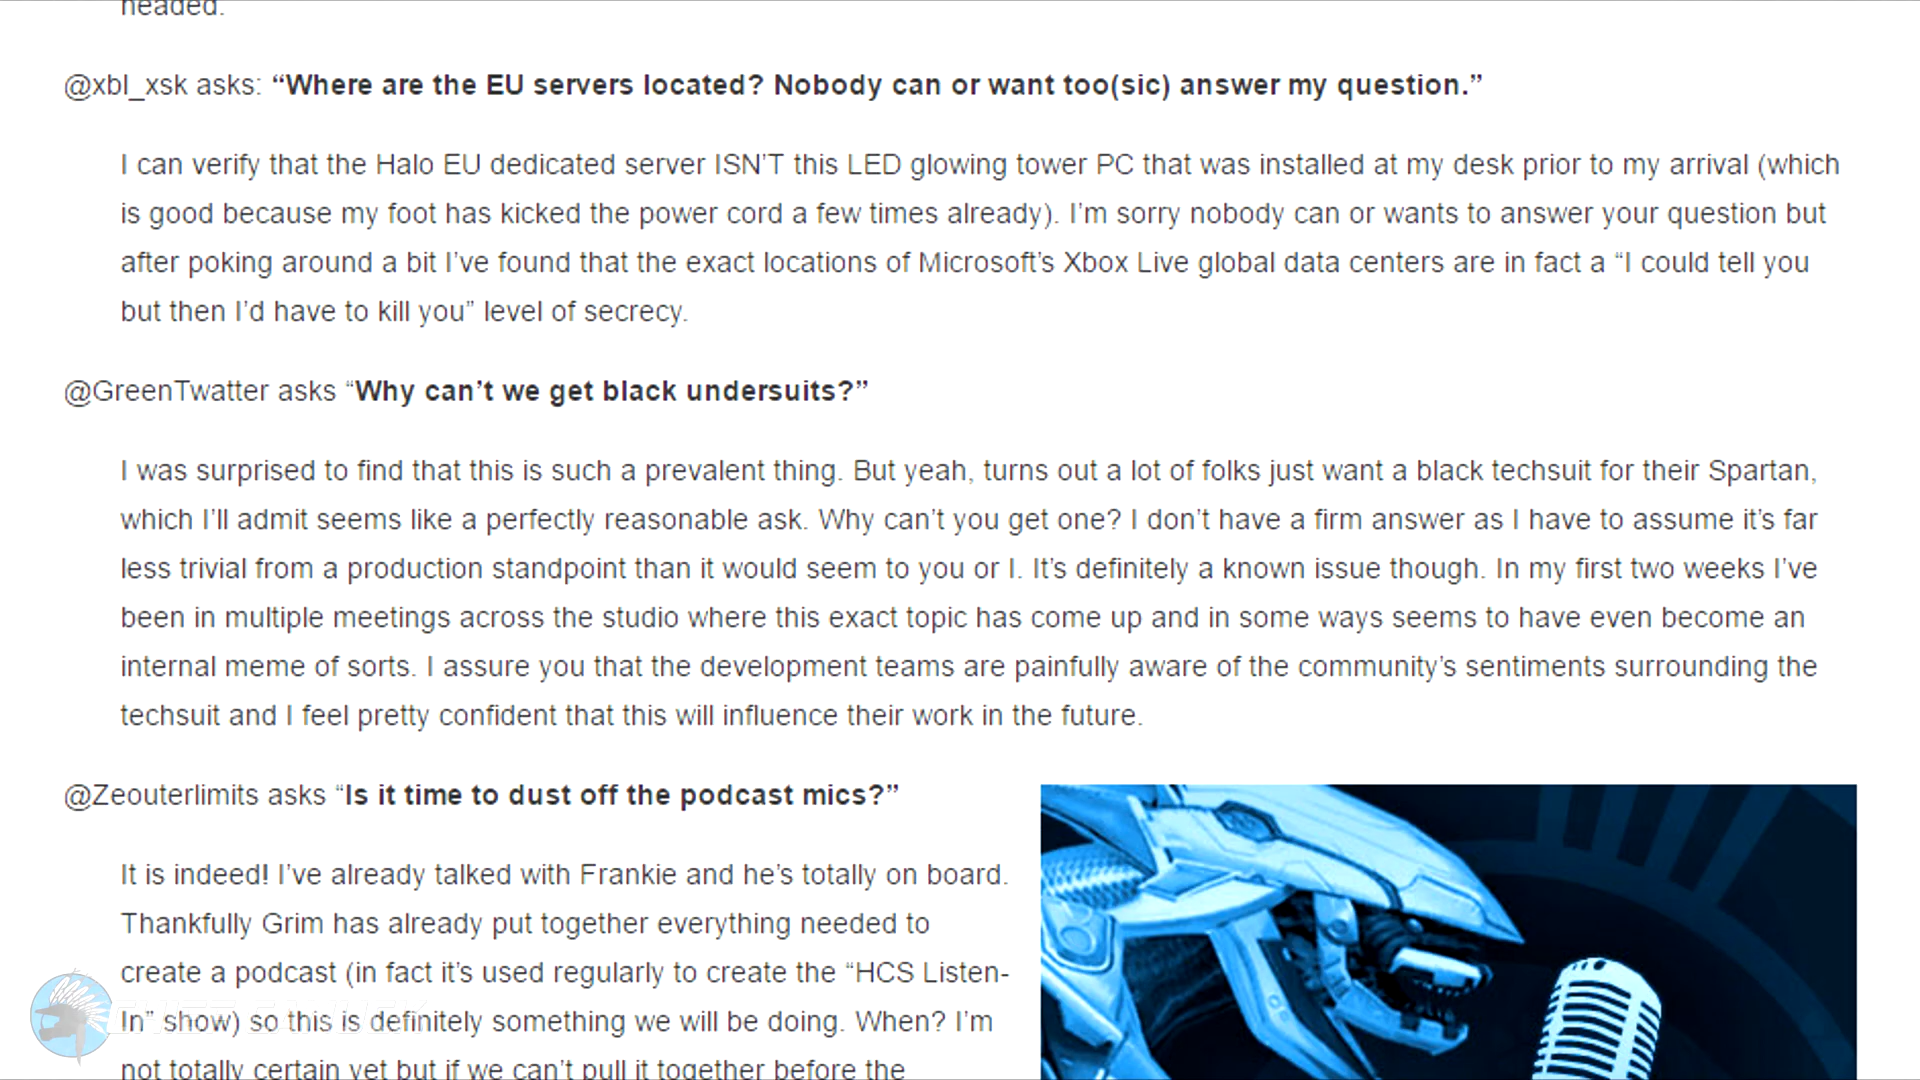 headed.
@xbl_xsk asks: “Where are the EU servers located? Nobody can or want too(sic) answer my question.”
I can verify that the Halo EU dedicated server ISN’T this LED glowing tower PC that was installed at my desk prior to my arrival (which
is good because my foot has kicked the power cord a few times already). I’m sorry nobody can or wants to answer your question but
after poking around a bit I’ve found that the exact locations of Microsoft’s Xbox Live global data centers are in fact a “I could tell you
but then I’d have to kill you” level of secrecy.
@GreenTwatter asks “Why can’t we get black undersuits?”
I was surprised to find that this is such a prevalent thing. But yeah, turns out a lot of folks just want a black techsuit for their Spartan,
which I’ll admit seems like a perfectly reasonable ask. Why can’t you get one? I don’t have a firm answer as I have to assume it’s far
less trivial from a production standpoint than it would seem to you or I. It’s definitely a known issue though. In my first two weeks I’ve
been in multiple meetings across the studio where this exact topic has come up and in some ways seems to have even become an
internal meme of sorts. I assure you that the development teams are painfully aware of the community’s sentiments surrounding the
techsuit and I feel pretty confident that this will influence their work in the future.
@Zeouterlimits asks “Is it time to dust off the podcast mics?”
It is indeed! I’ve already talked with Frankie and he’s totally on board.
Thankfully Grim has already put together everything needed to
create a podcast (in fact it’s used regularly to create the “HCS Listen-
In” show) so this is definitely something we will be doing. When? I’m
not totally certain yet but if we can’t pull it together before the